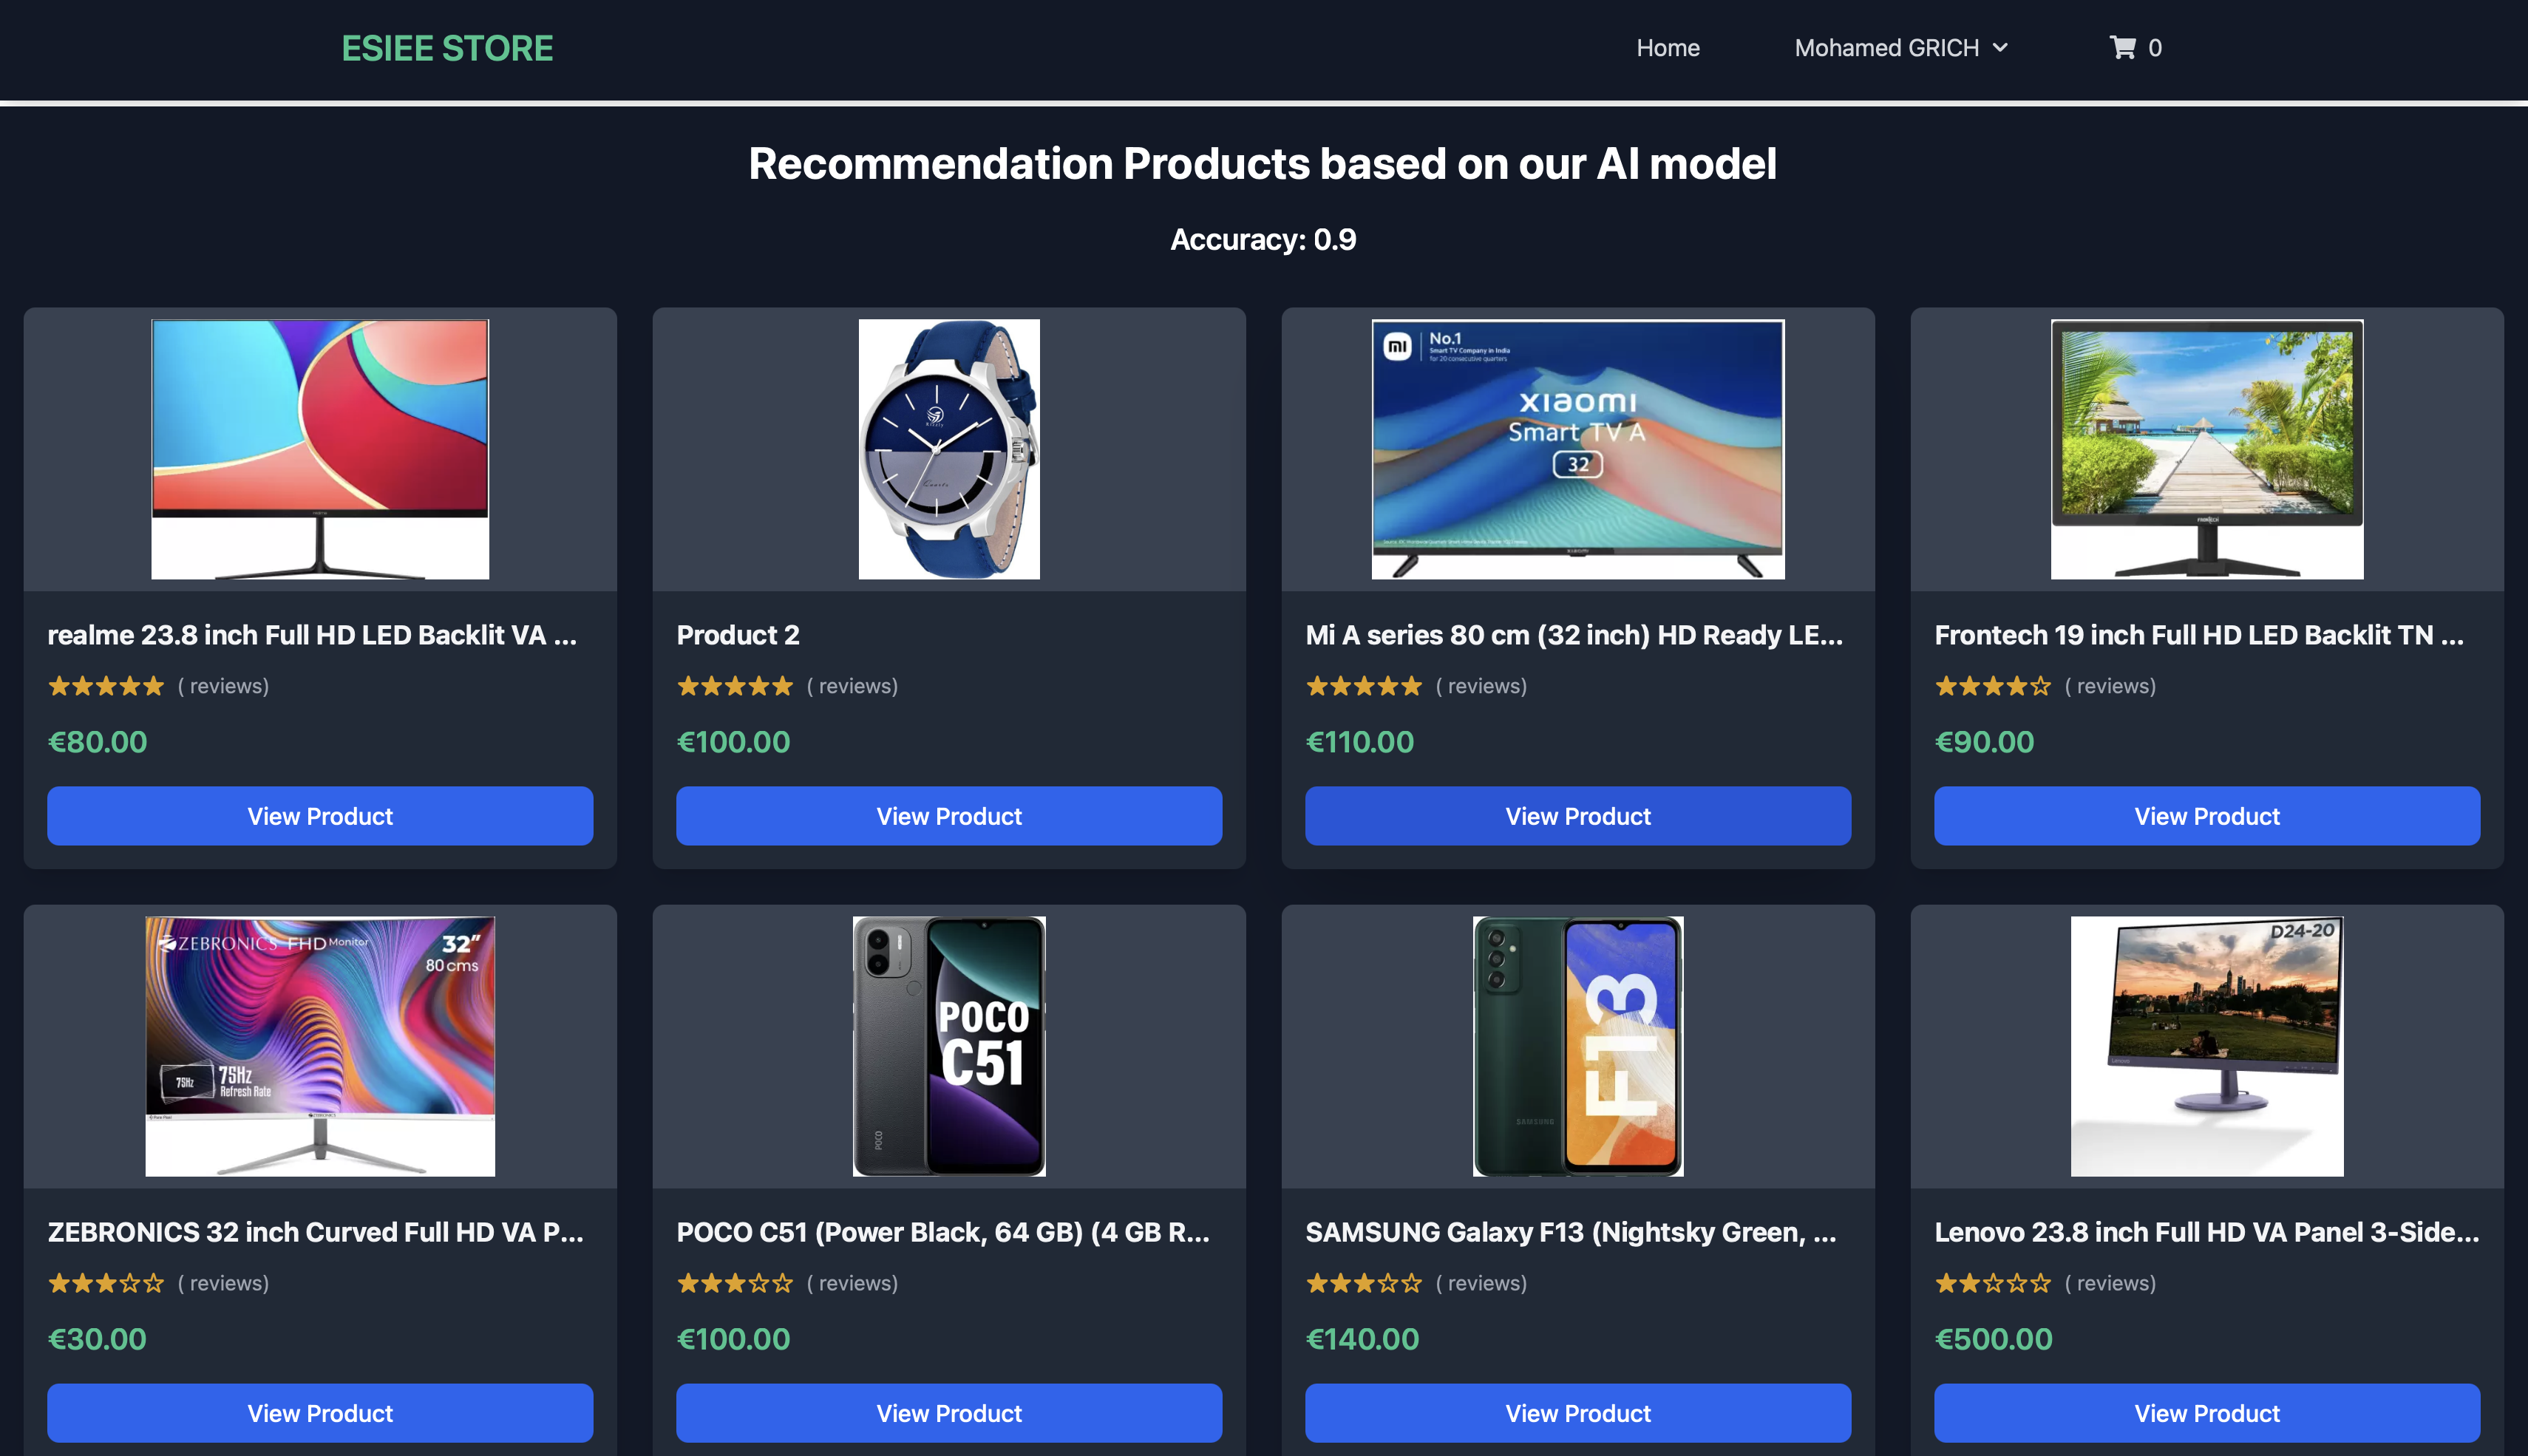 ESIEE STORE
Home
Mohamed GRICH
0
Recommendation Products based on our AI model
Accuracy: 0.9
No.1
Smart TV Company in India
for 20 consecutive quarters
xiaomi
Smart TV A
32
realme 23.8 inch Full HD LED Backlit VA ...
( reviews)
€80.00
View Product
Product 2
( reviews)
€100.00
View Product
Mi A series 80 cm (32 inch) HD Ready LE...
( reviews)
€110.00
View Product
Frontech 19 inch Full HD LED Backlit TN ...
( reviews)
€90.00
View Product
ZEBRONICS FHD Monitor
32"
80 cms
75Hz
75Hz
Refresh Rate
POCO
C51
POCO
F13
SAMSUNG
D24-20
ZEBRONICS 32 inch Curved Full HD VA P...
( reviews)
€30.00
View Product
POCO C51 (Power Black, 64 GB) (4 GB R...
( reviews)
€100.00
View Product
SAMSUNG Galaxy F13 (Nightsky Green, ...
( reviews)
€140.00
View Product
Lenovo 23.8 inch Full HD VA Panel 3-Side...
( reviews)
€500.00
View Product